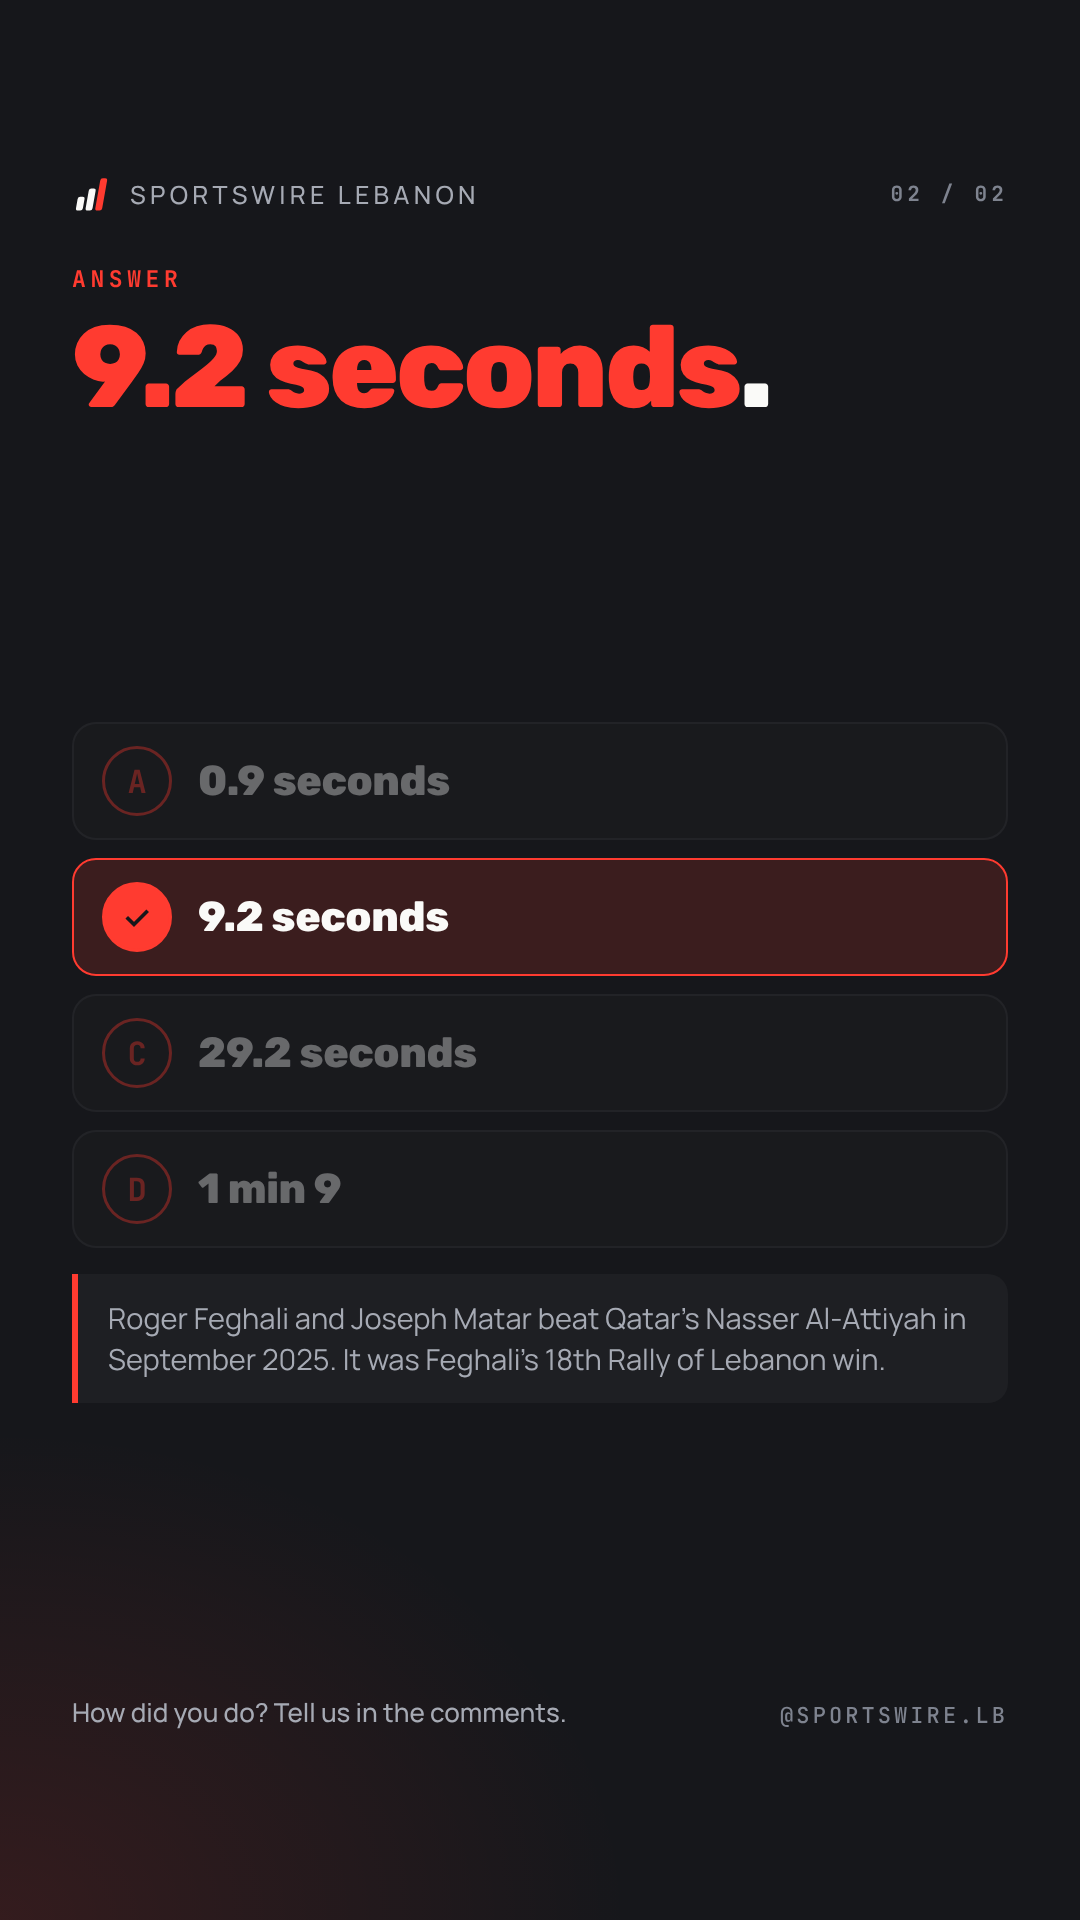 SPORTSWIRE LEBANON
02 / 02
ANSWER
9.2 seconds.
A
0.9 seconds
9.2 seconds
C
29.2 seconds
D
1 min 9
Roger Feghali and Joseph Matar beat Qatar’s Nasser Al-Attiyah in
September 2025. It was Feghali’s 18th Rally of Lebanon win.
How did you do? Tell us in the comments.
@SPORTSWIRE.LB